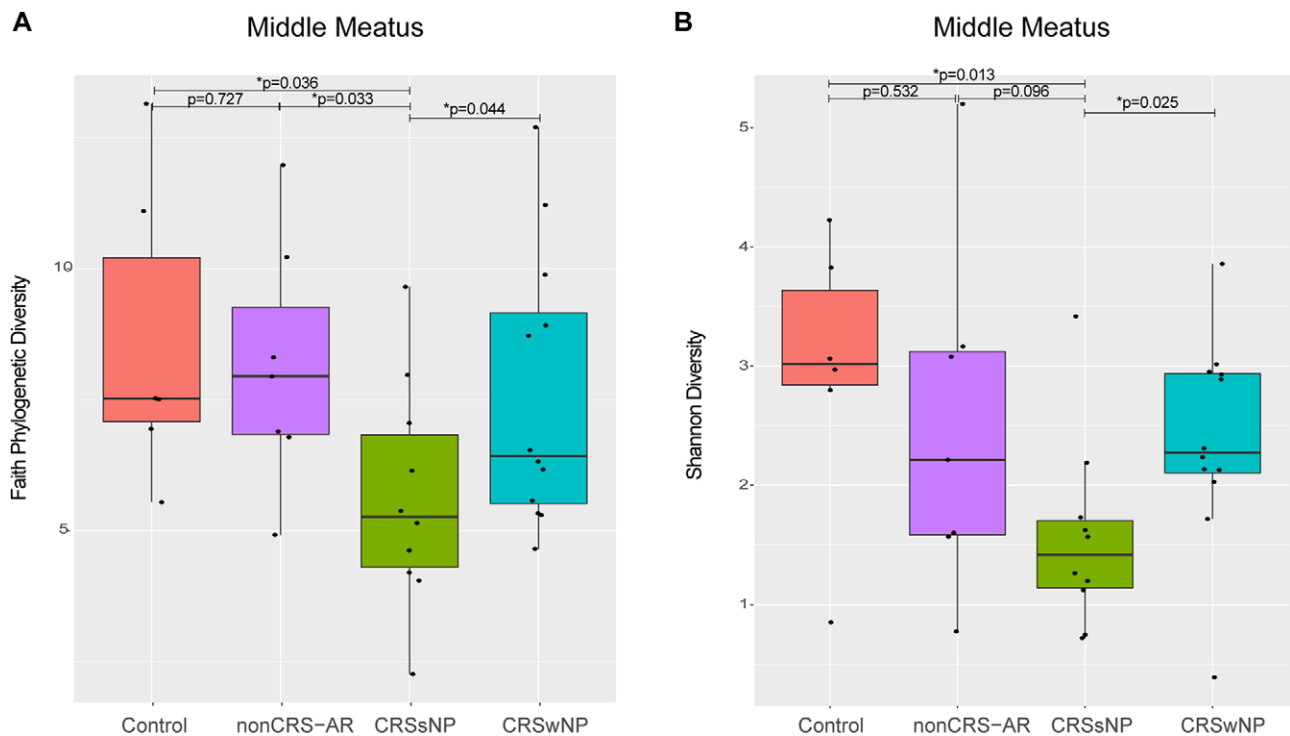 A
Middle Meatus
*p=0.036
p=0.727
*p=0.033
*p=0.044
10
5
Faith Phylogenetic Diversity
Control
nonCRS-AR
CRSsNP
CRSwNP
B
Middle Meatus
*p=0.013
p=0.532
p=0.096
*p=0.025
5
4
3
2
1
Shannon Diversity
Control
nonCRS-AR
CRSsNP
CRSwNP